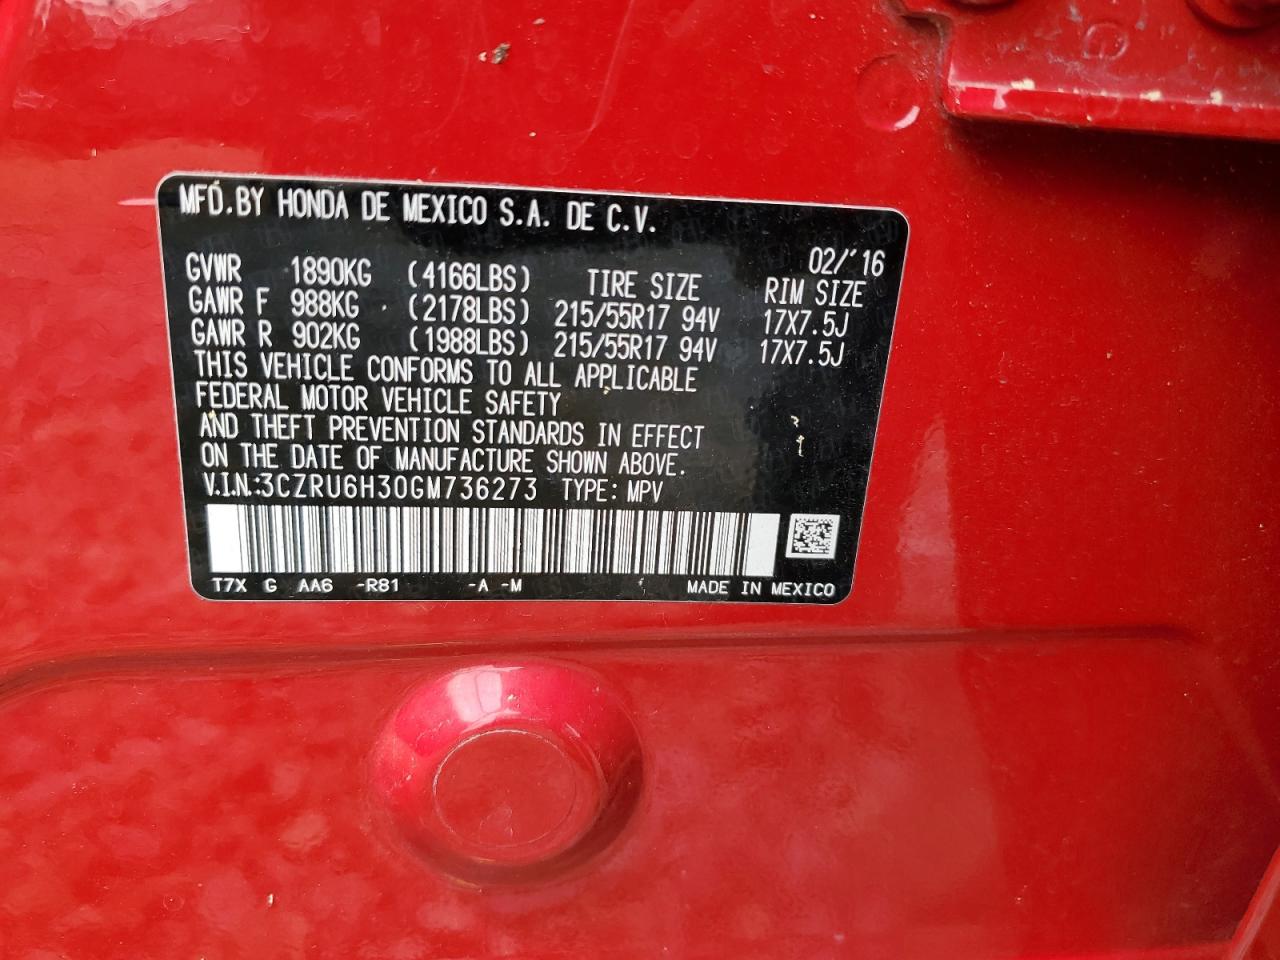 MFD.BY HONDA DE MEXICO S.A. DE C.V.
02/'16
GVWR 1890KG (4166LBS) TIRE SIZE RIM SIZE
GAWR F 988KG (2178LBS) 215/55R17 94V 17X7.5J
GAWR R 902KG (1988LBS) 215/55R17 94V 17X7.5J
THIS VEHICLE CONFORMS TO ALL APPLICABLE
FEDERAL MOTOR VEHICLE SAFETY
AND THEFT PREVENTION STANDARDS IN EFFECT
ON THE DATE OF MANUFACTURE SHOWN ABOVE.
V.I.N.:3CZRU6H30GM736273 TYPE: MPV
T7X G AA6 -R81 -A -M MADE IN MEXICO